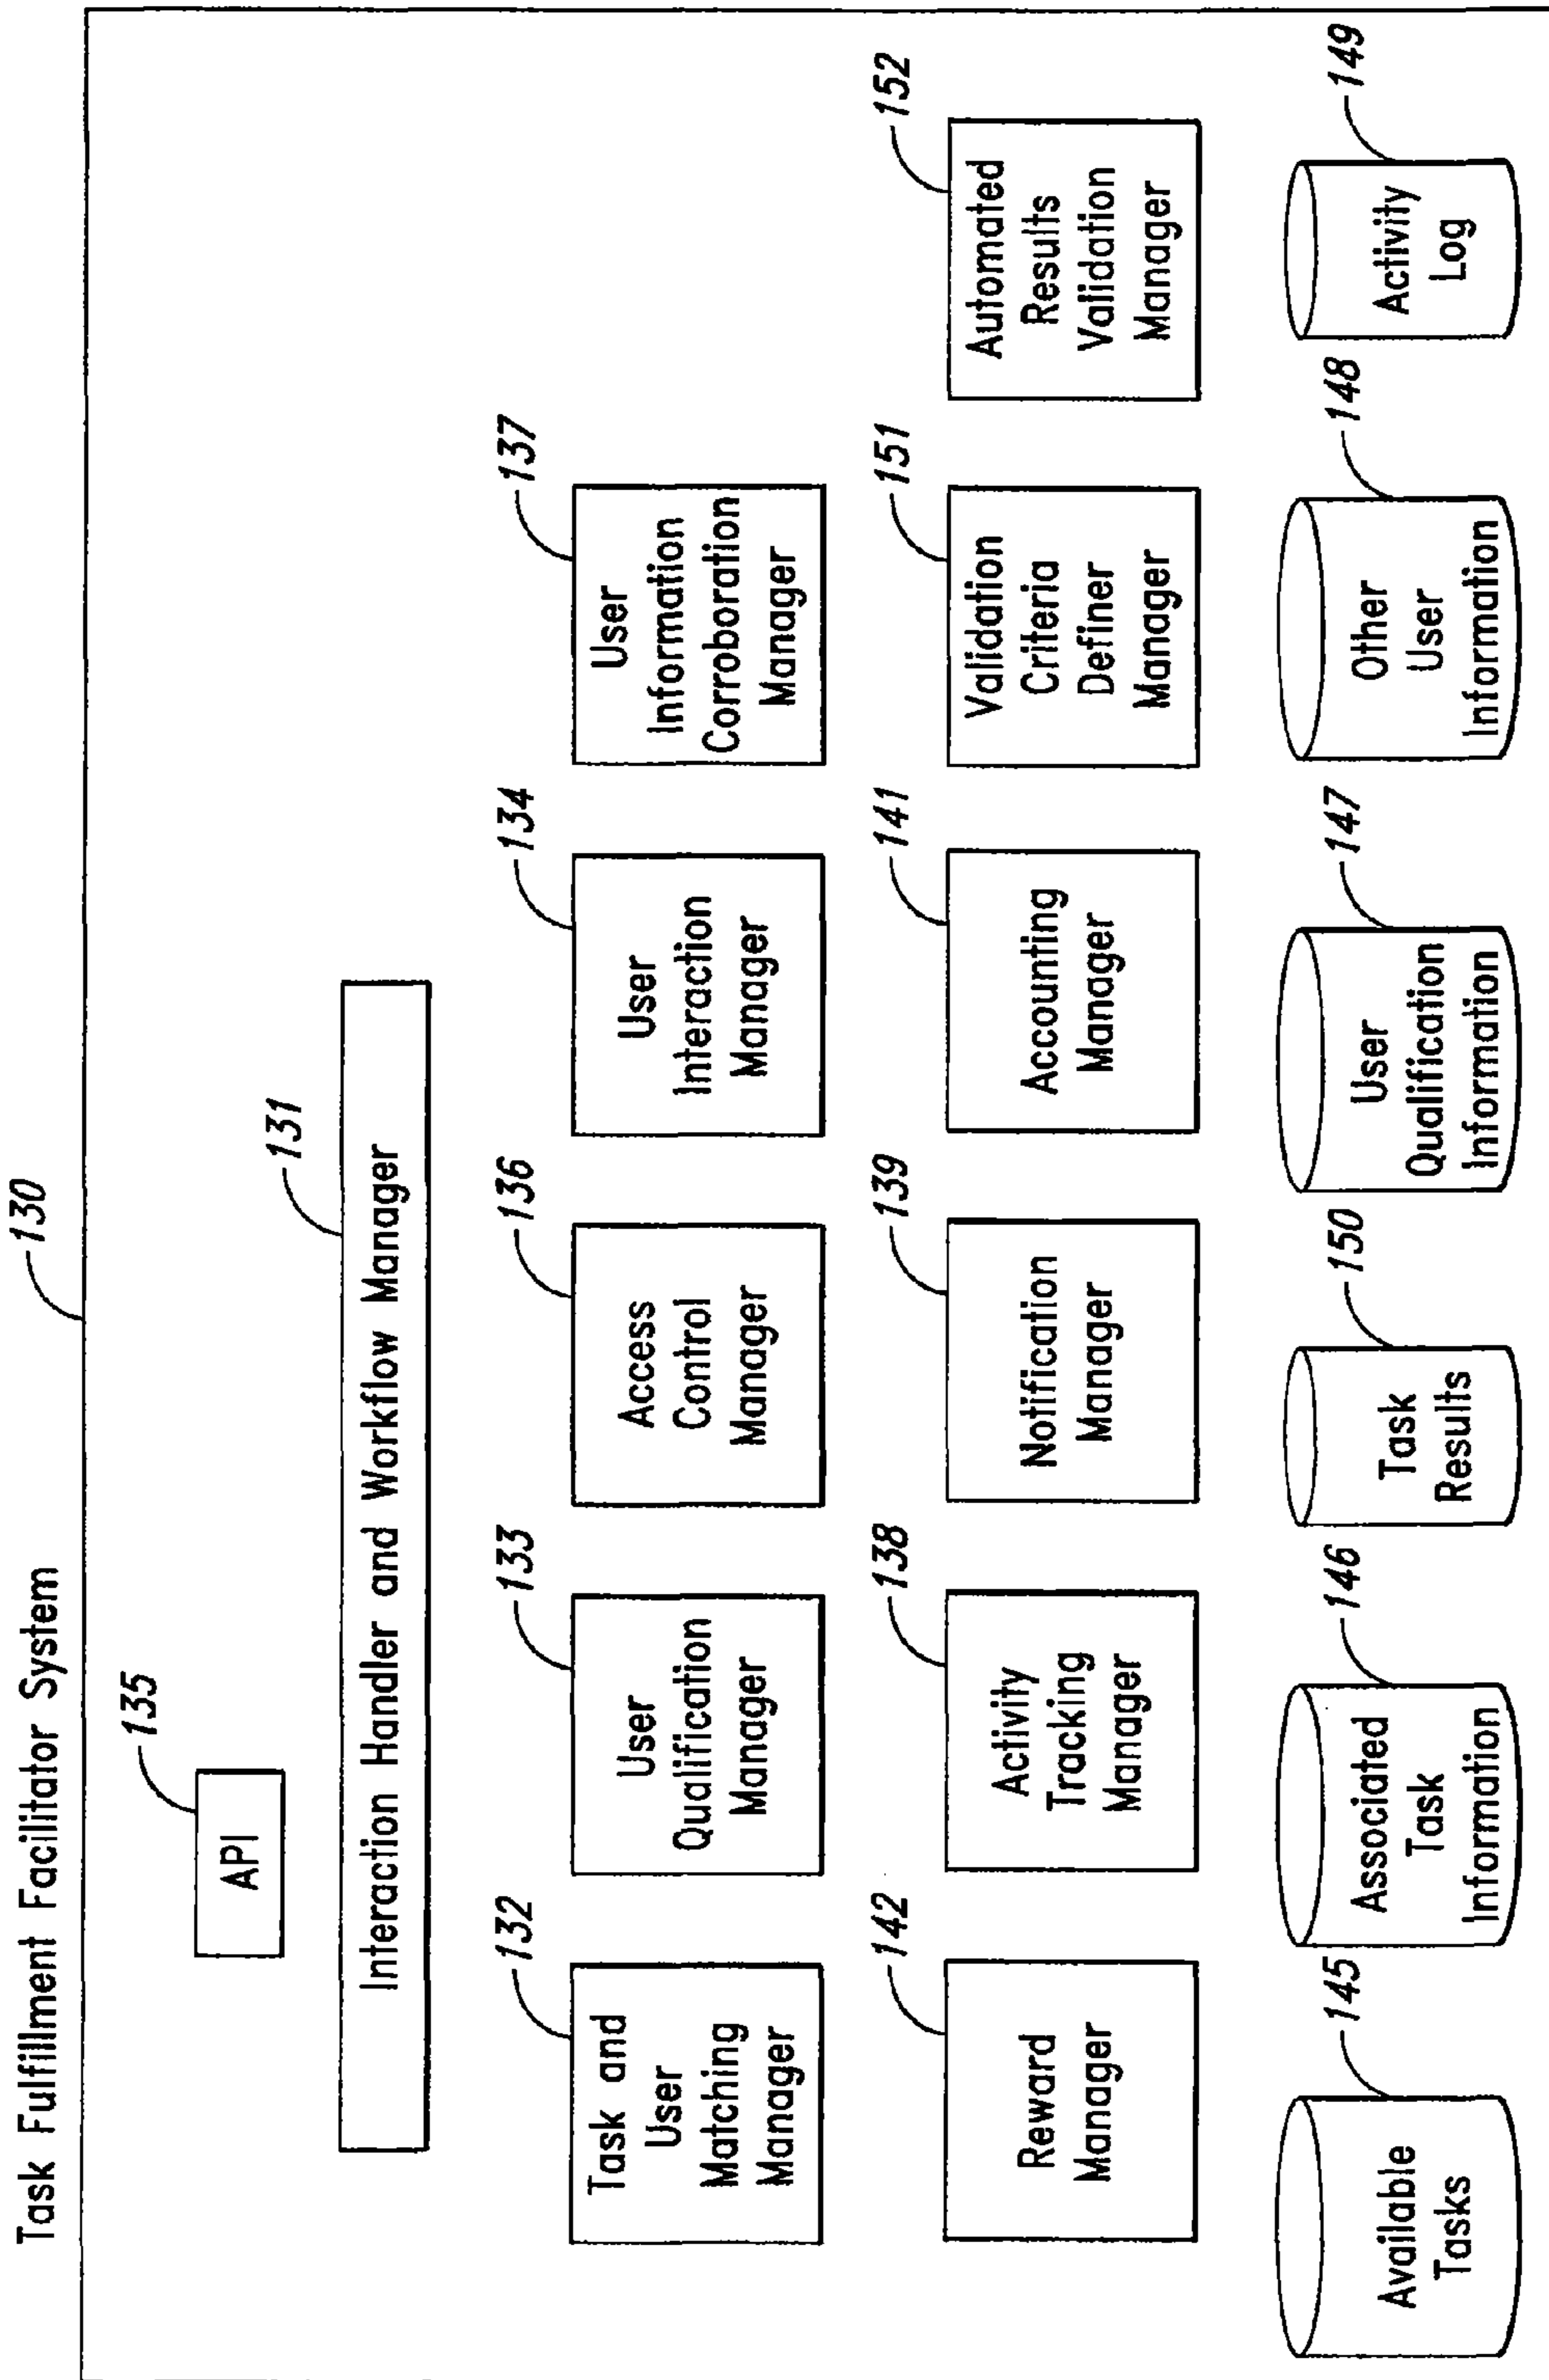 Task Fulfillment Facilitator System
130
135
API
131
Interaction Handler and Workflow Manager
132
Task and
User
Matching
Manager
133
User
Qualification
Manager
136
Access
Control
Manager
134
User
Interaction
Manager
137
User
Information
Corroboration
Manager
142
Reward
Manager
138
Activity
Tracking
Manager
139
Notification
Manager
141
Accounting
Manager
151
Validation
Criteria
Definer
Manager
152
Automated
Results
Validation
Manager
145
Available
Tasks
146
Associated
Task
Information
150
Task
Results
147
User
Qualification
Information
148
Other
User
Information
149
Activity
Log